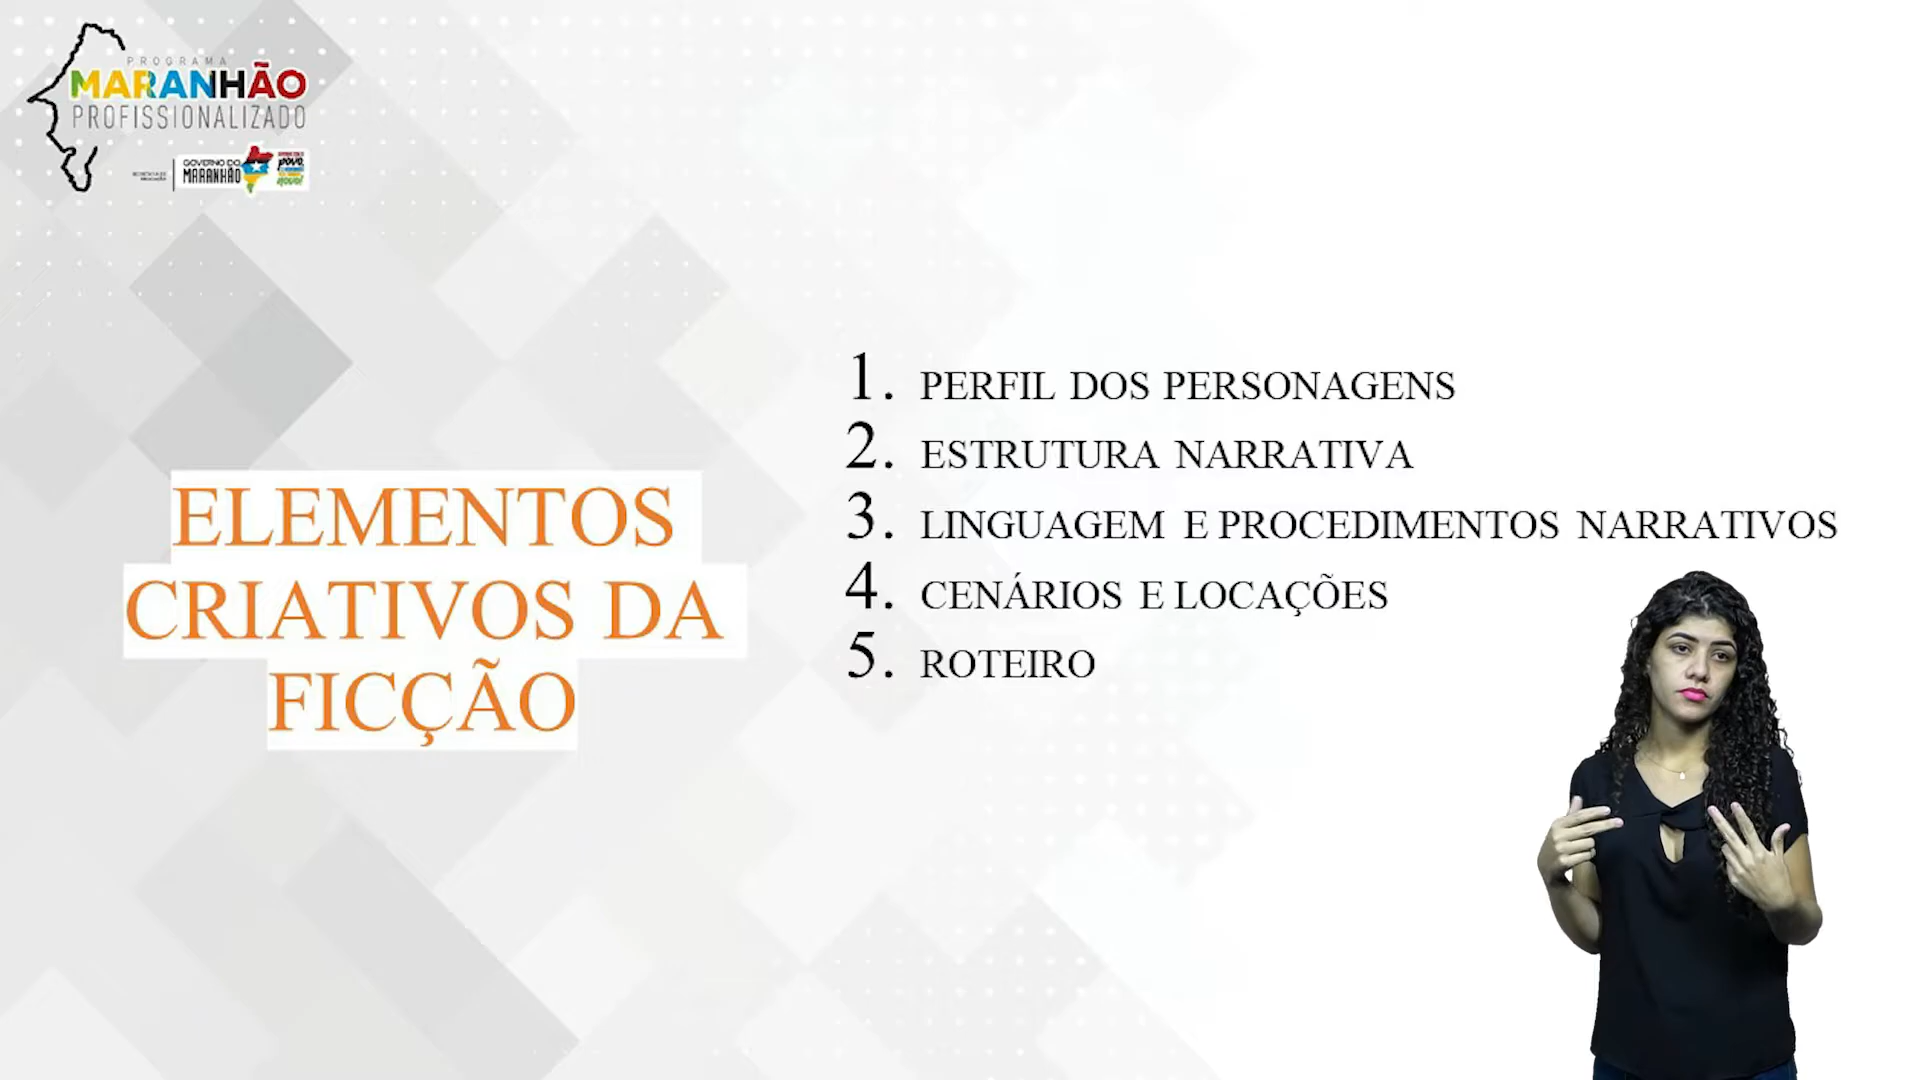 PROGRAMA
MARANHÃO
PROFISSIONALIZADO
GOVERNO DO
MARANHÃO
ELEMENTOS
CRIATIVOS DA
FICÇÃO
1. PERFIL DOS PERSONAGENS
2. ESTRUTURA NARRATIVA
3. LINGUAGEM E PROCEDIMENTOS NARRATIVOS
4. CENÁRIOS E LOCAÇÕES
5. ROTEIRO